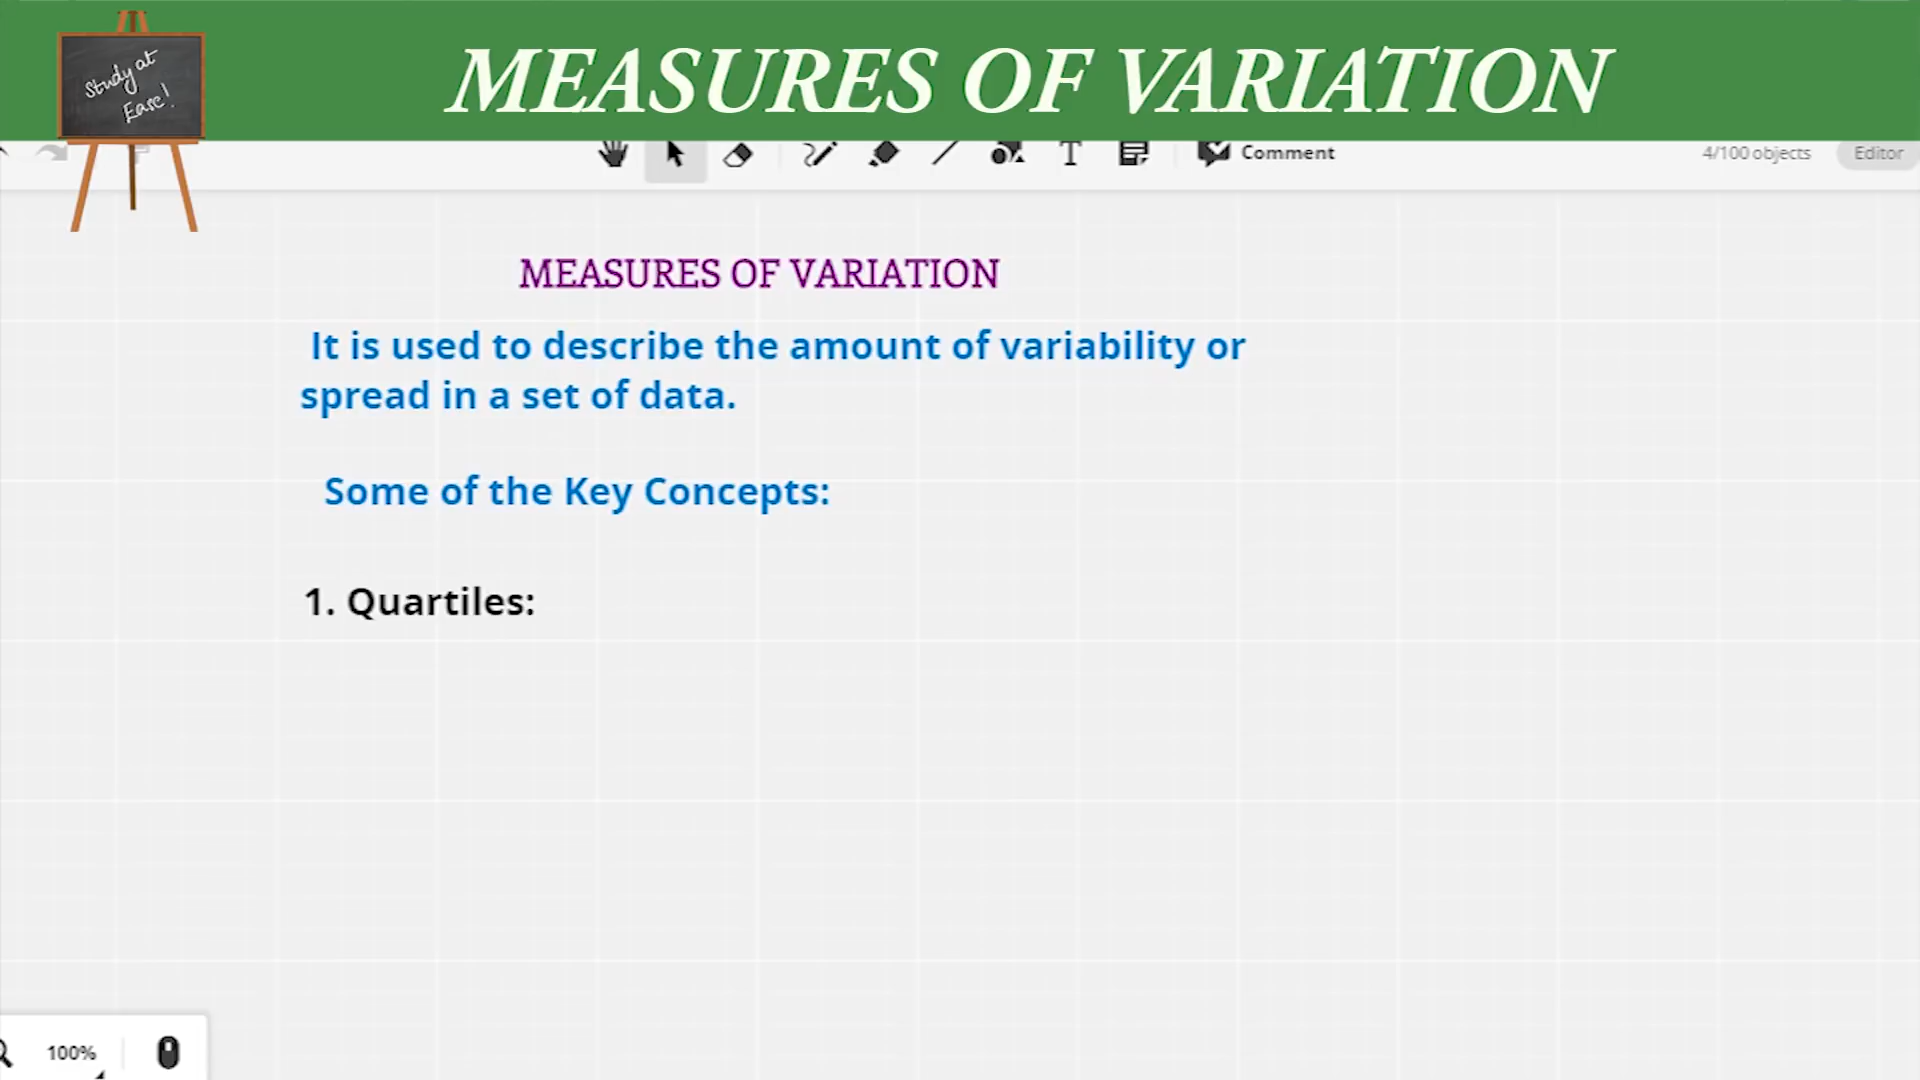 MEASURES OF VARIATION
Study at
Ease!
Comment
4/100 objects
Editor
MEASURES OF VARIATION
It is used to describe the amount of variability or
spread in a set of data.
Some of the Key Concepts:
1. Quartiles:
100%